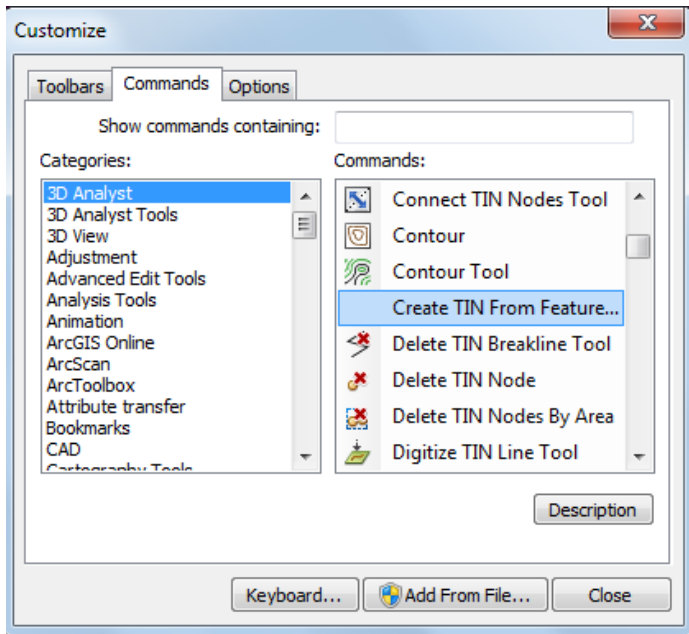 Customize
Toolbars Commands Options
Show commands containing:
Categories:
3D Analyst
3D Analyst Tools
3D View
Adjustment
Advanced Edit Tools
Analysis Tools
Animation
ArcGIS Online
ArcScan
ArcToolbox
Attribute transfer
Bookmarks
CAD
Cartography Tools
Commands:
Connect TIN Nodes Tool
Contour
Contour Tool
Create TIN From Feature...
Delete TIN Breakline Tool
Delete TIN Node
Delete TIN Nodes By Area
Digitize TIN Line Tool
Description
Keyboard... Add From File... Close